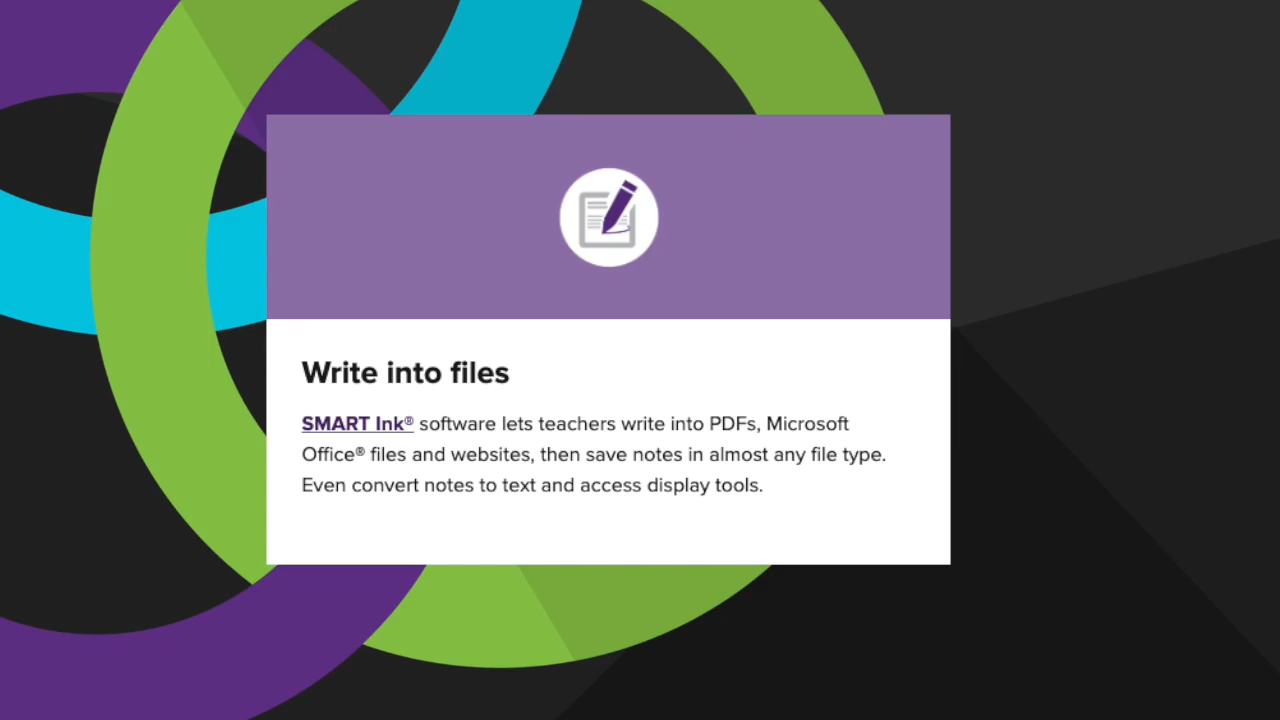 Write into files
SMART Ink® software lets teachers write into PDFs, Microsoft
Office® files and websites, then save notes in almost any file type.
Even convert notes to text and access display tools.